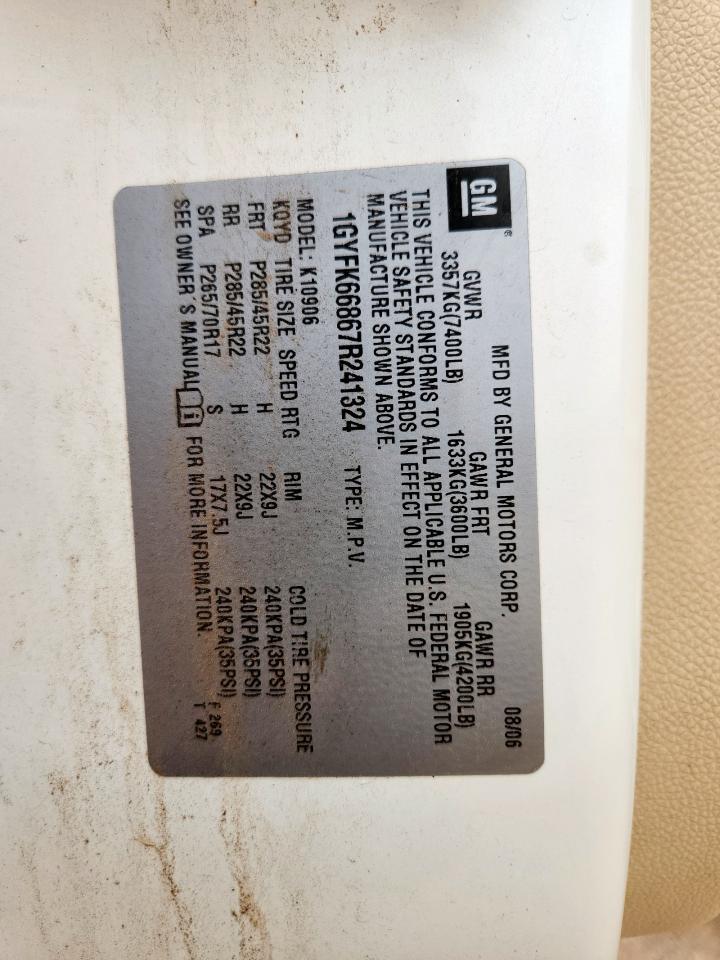 GM®
MFD BY GENERAL MOTORS CORP. 08/06
GVWR GAWR FRT GAWR RR
3357KG(7400LB) 1633KG(3600LB) 1905KG(4200LB)
THIS VEHICLE CONFORMS TO ALL APPLICABLE U.S. FEDERAL MOTOR
VEHICLE SAFETY STANDARDS IN EFFECT ON THE DATE OF
MANUFACTURE SHOWN ABOVE.
1GYFK66867R241324 TYPE: M.P.V.
MODEL: K10906
KQYD TIRE SIZE SPEED RTG RIM COLD TIRE PRESSURE
FRT P285/45R22 H 22X9J 240KPA(35PSI)
RR P285/45R22 H 22X9J 240KPA(35PSI)
SPA P265/70R17 S 17X7.5J 240KPA(35PSI)
SEE OWNER'S MANUAL i FOR MORE INFORMATION.
F 269
T 427